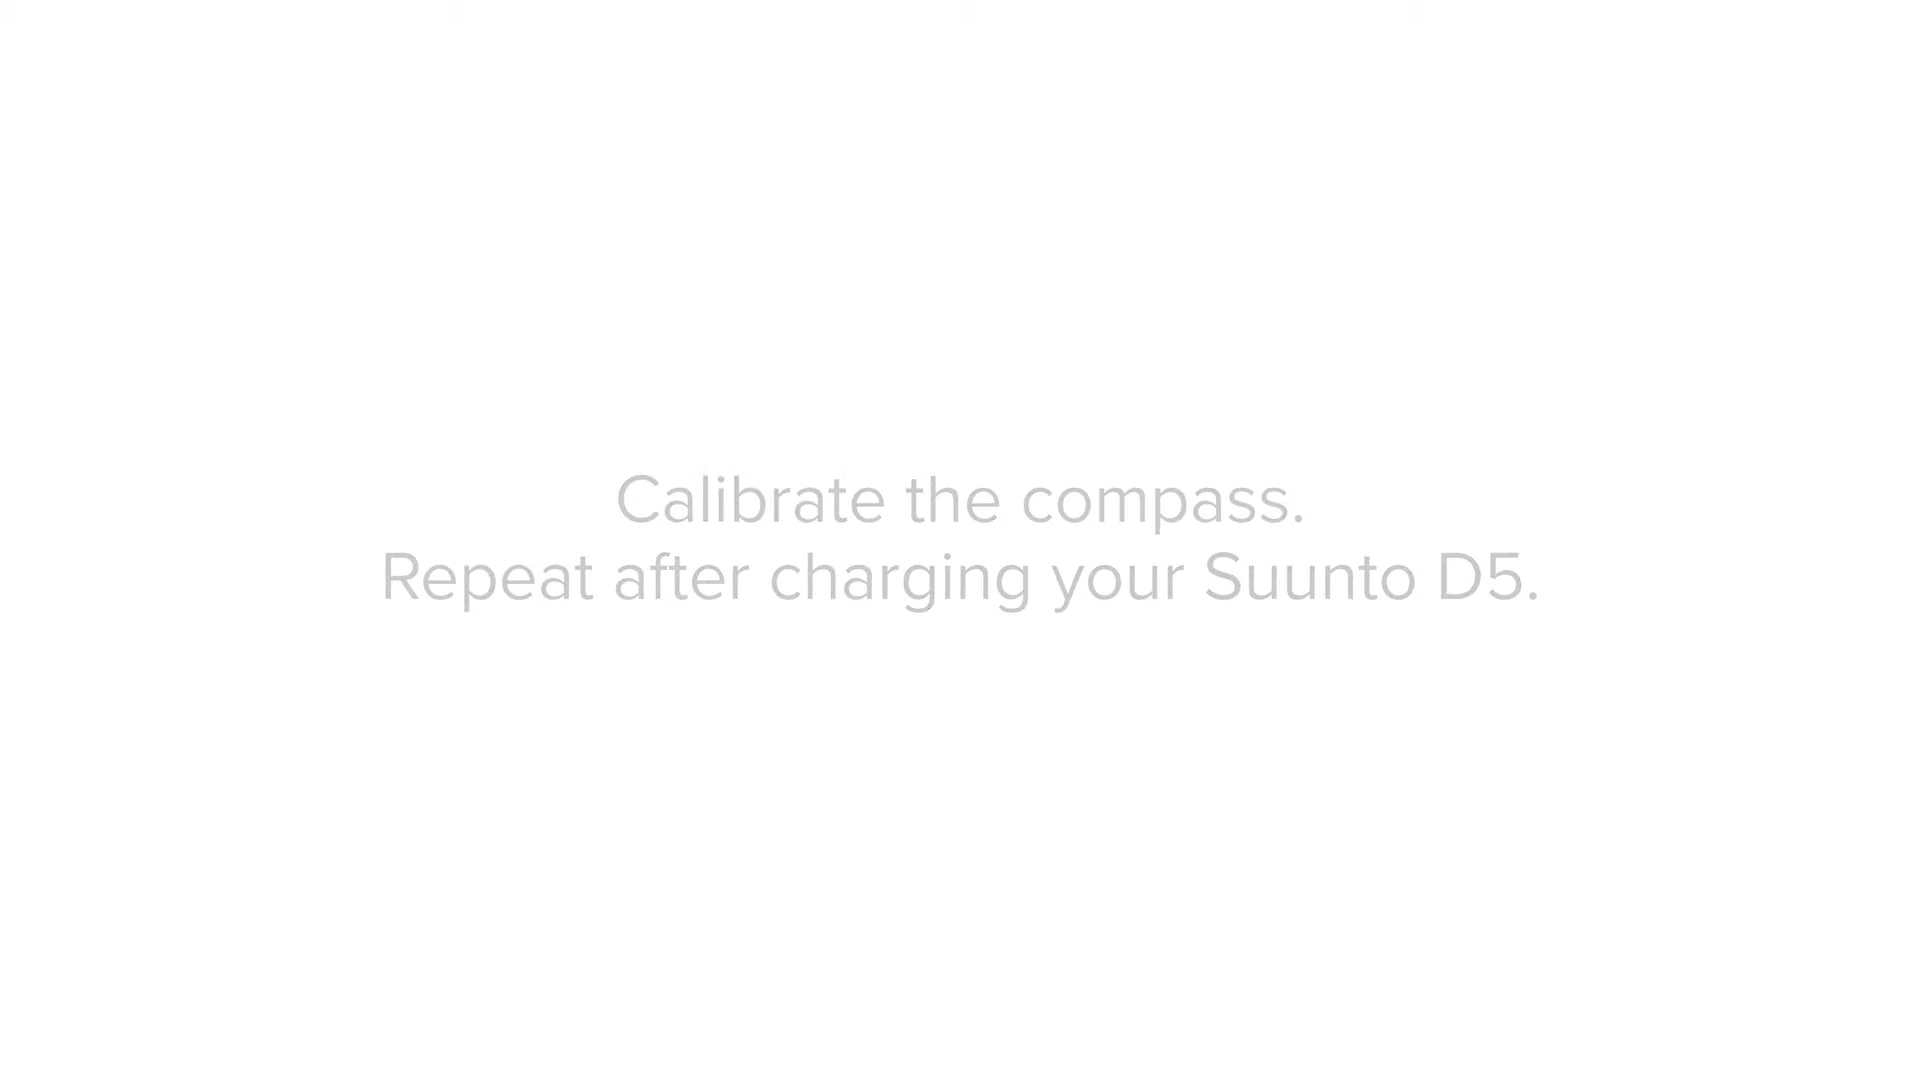 Calibrate the compass.
Repeat after charging your Suunto D5.